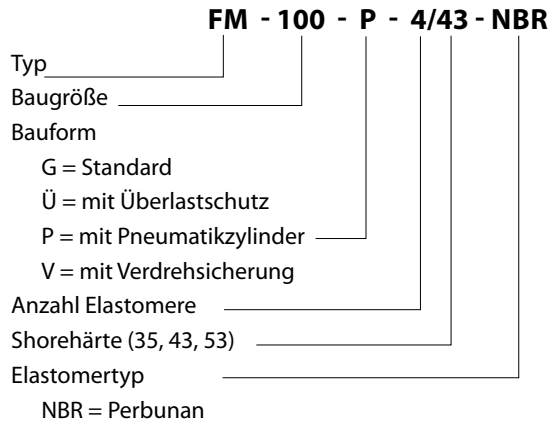 FM - 100 - P - 4/43 - NBR
Typ
Baugröße
Bauform
G = Standard
Ü = mit Überlastschutz
P = mit Pneumatikzylinder
V = mit Verdrehsicherung
Anzahl Elastomere
Shorehärte (35, 43, 53)
Elastomertyp
NBR = Perbunan